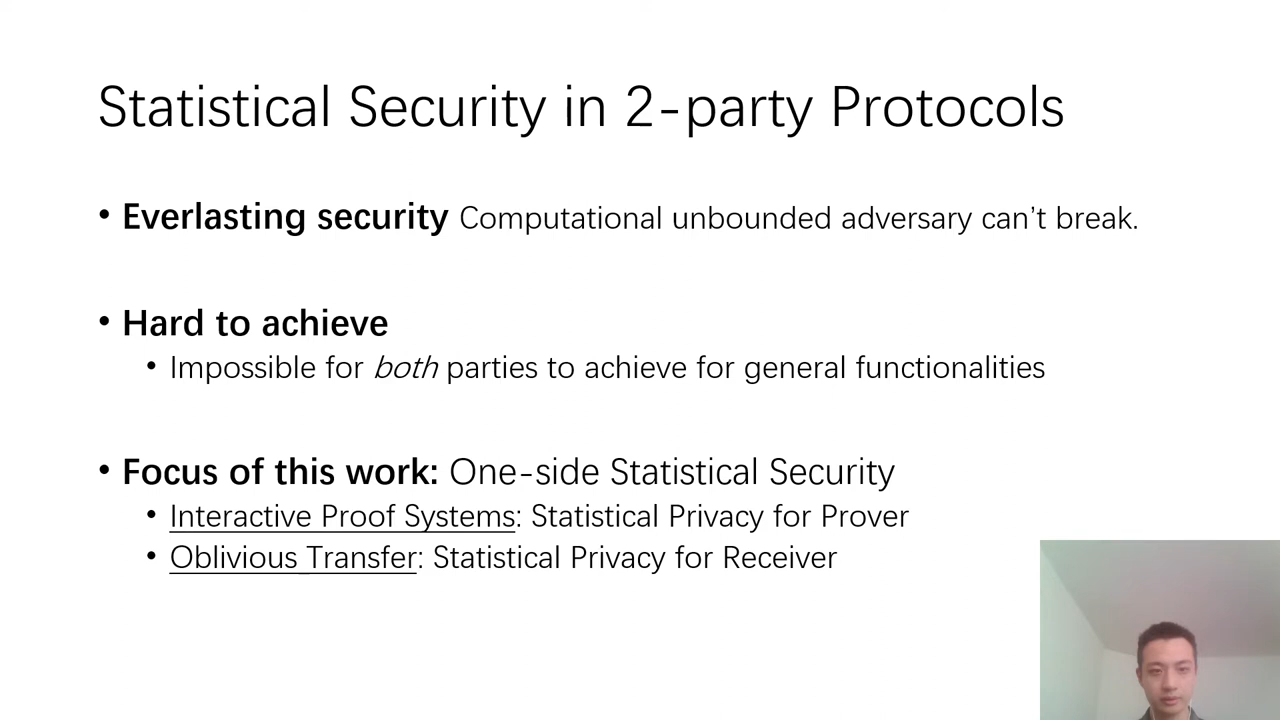 Statistical Security in 2-party Protocols
• Everlasting security Computational unbounded adversary can’t break.
• Hard to achieve
• Impossible for both parties to achieve for general functionalities
• Focus of this work: One-side Statistical Security
• Interactive Proof Systems: Statistical Privacy for Prover
• Oblivious Transfer: Statistical Privacy for Receiver